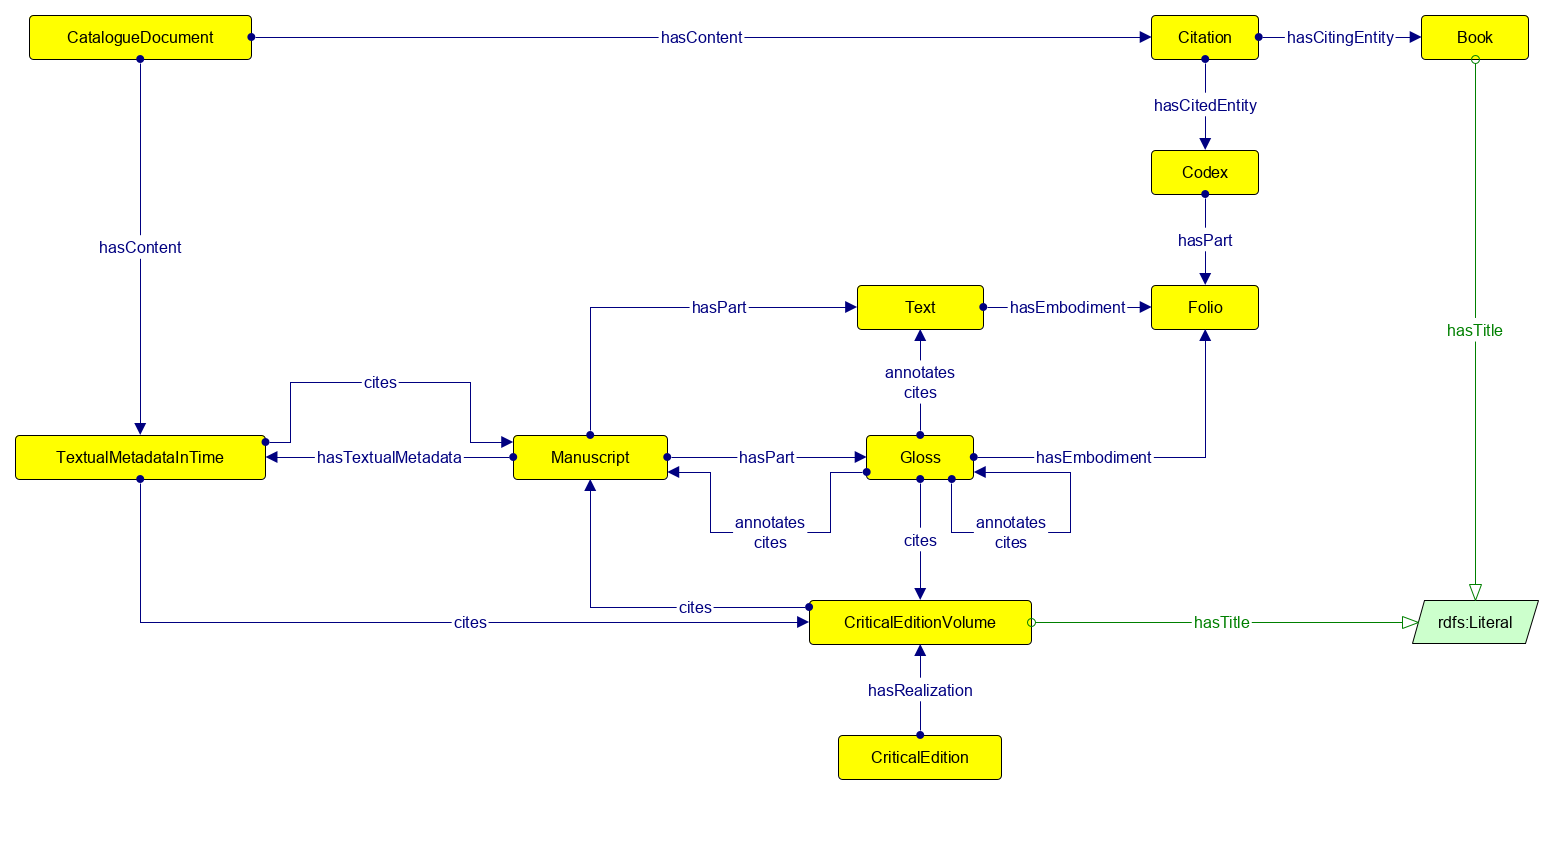 CatalogueDocument
hasContent
Citation
hasCitingEntity
Book
hasCitedEntity
Codex
hasContent
hasPart
hasPart
Text
hasEmbodiment
Folio
hasTitle
annotates
cites
cites
TextualMetadataInTime
hasTextualMetadata
Manuscript
hasPart
Gloss
hasEmbodiment
annotates
cites
cites
annotates
cites
cites
cites
CriticalEditionVolume
hasTitle
rdfs:Literal
hasRealization
CriticalEdition